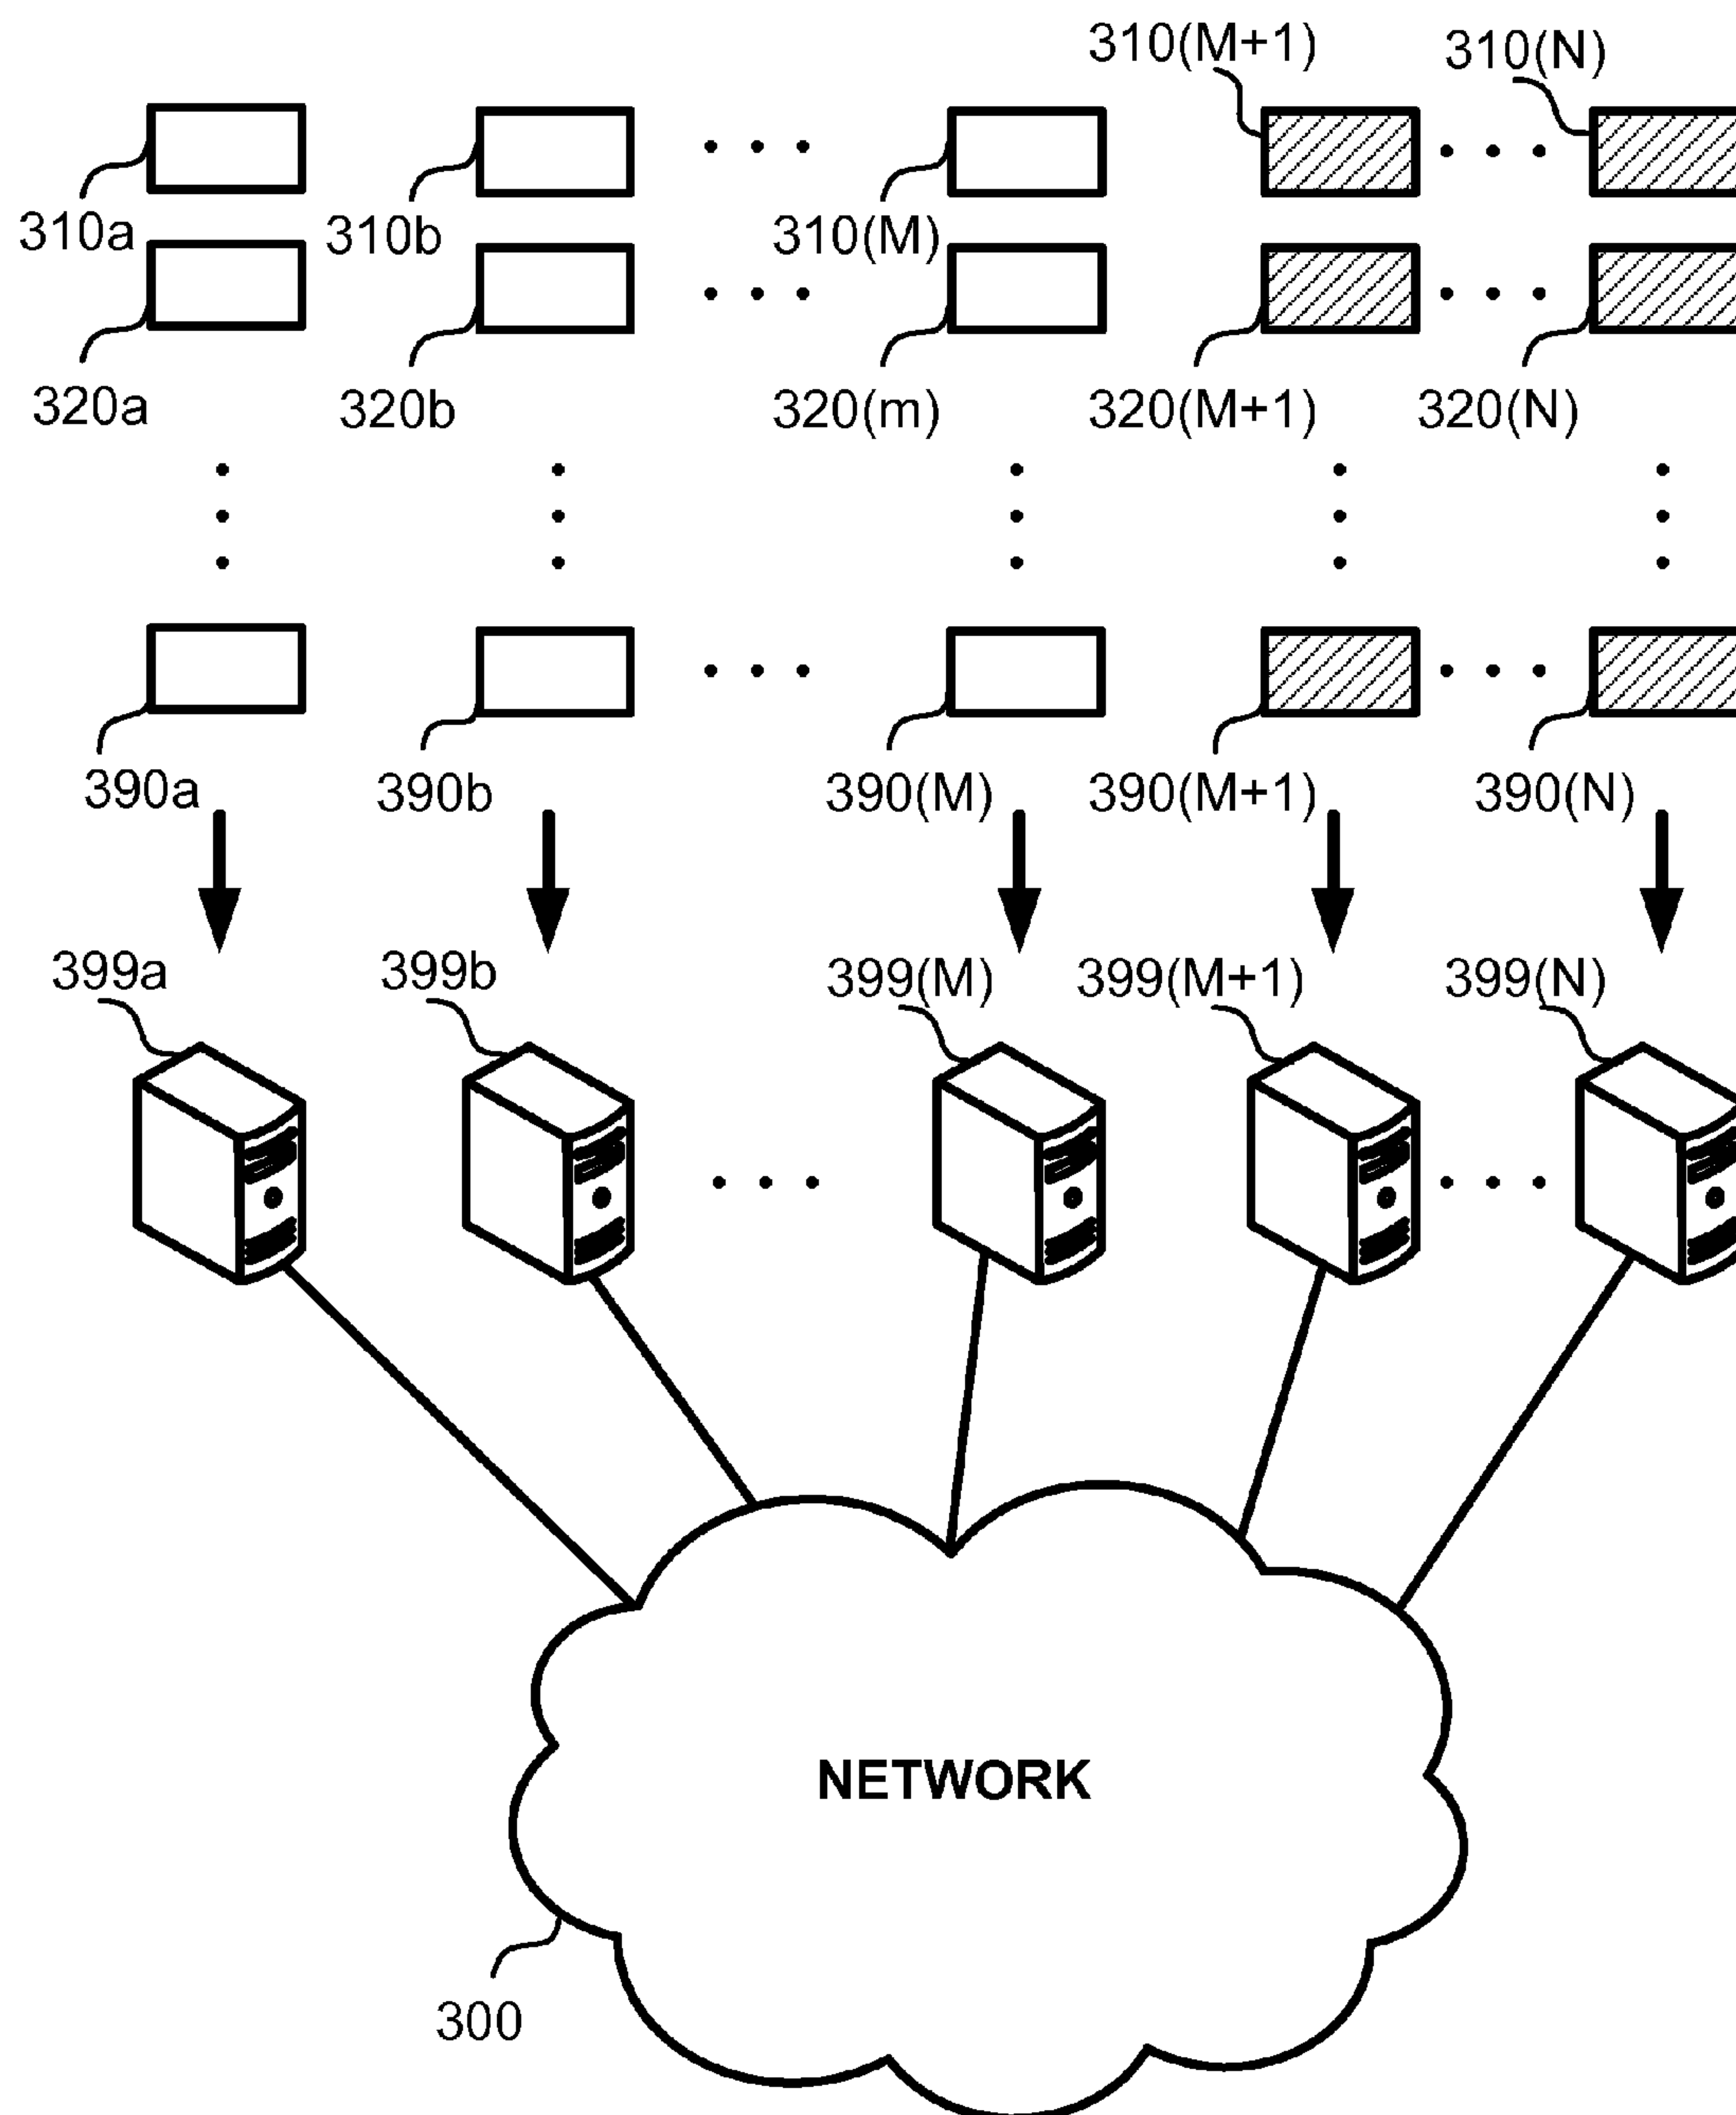 310(M+1) 310(N)
310a 310b 310(M)
320a 320b 320(m) 320(M+1) 320(N)
390a 390b 390(M) 390(M+1) 390(N)
399a 399b 399(M) 399(M+1) 399(N)
NETWORK
300